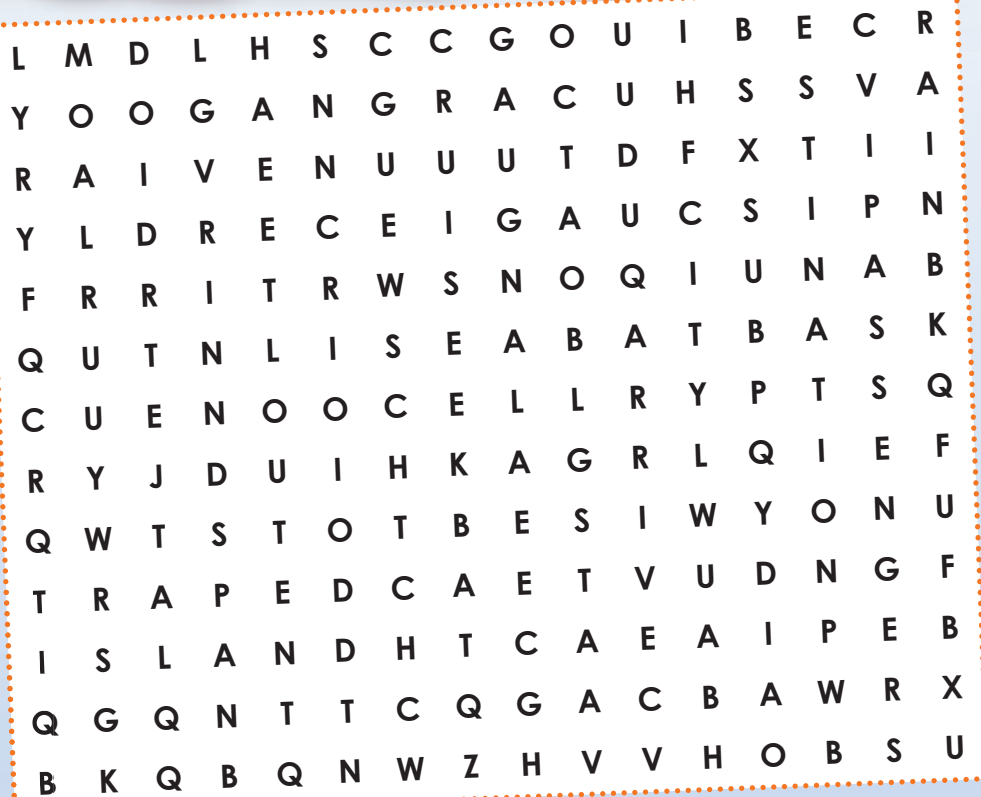 L M D L H S C C G O U I B E C R
Y O O G A N G R A C U H S S V A
R A I V E N U U U T D F X T I I
Y L D R E C E I G A U C S I P N
F R R I T R W S N O Q I U N A B
Q U T N L I S E A B A T B A S K
C U E N O O C E L L R Y P T S Q
R Y J D U I H K A G R L Q I E F
Q W T S T O T B E S I W Y O N U
T R A P E D C A E T V U D N G F
I S L A N D H T C A E A I P E B
Q G Q N T T C Q G A C B A W R X
B K Q B Q N W Z H V V H O B S U